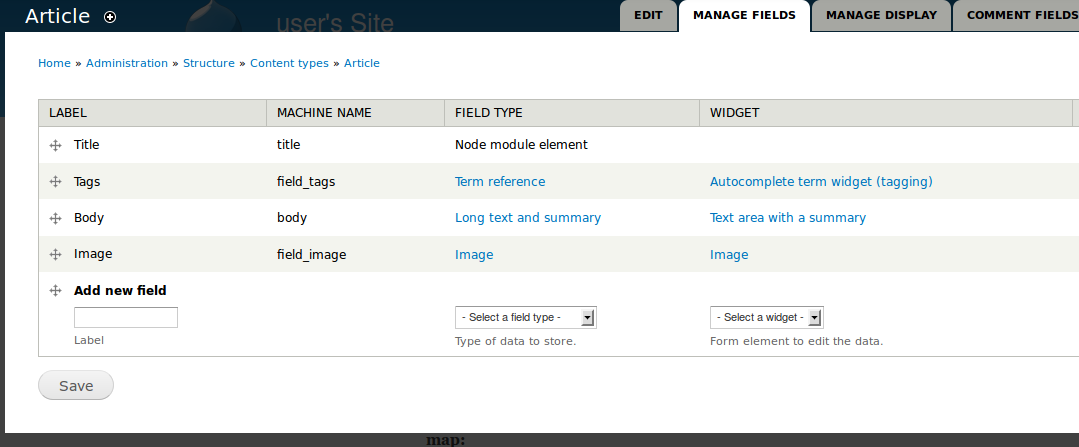 Article
user's Site
EDIT MANAGE FIELDS MANAGE DISPLAY COMMENT FIELDS
Home » Administration » Structure » Content types » Article
LABEL MACHINE NAME FIELD TYPE WIDGET
Title title Node module element
Tags field_tags Term reference Autocomplete term widget (tagging)
Body body Long text and summary Text area with a summary
Image field_image Image Image
Add new field
- Select a field type - - Select a widget -
Label Type of data to store. Form element to edit the data.
Save
map: